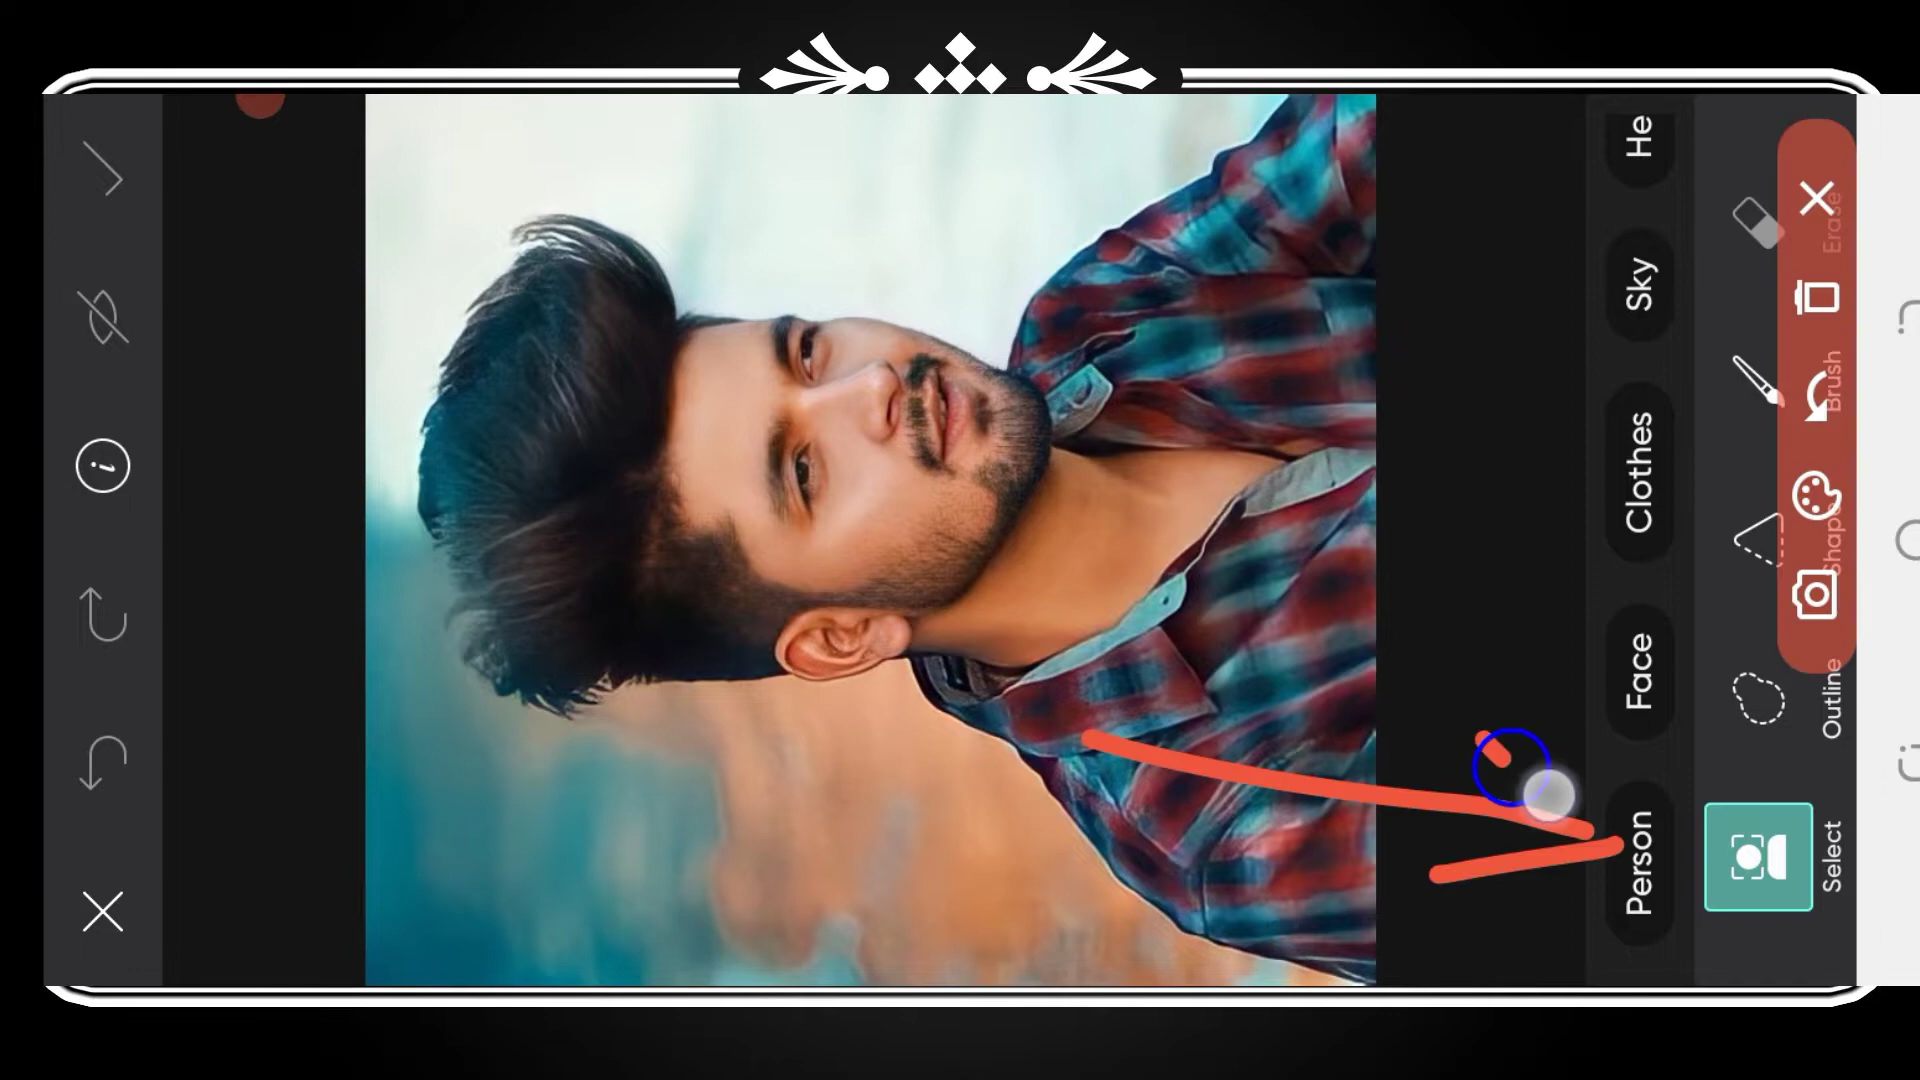 Person
Face
Clothes
Sky
He
Select
Outline
Shape
Brush
Erase